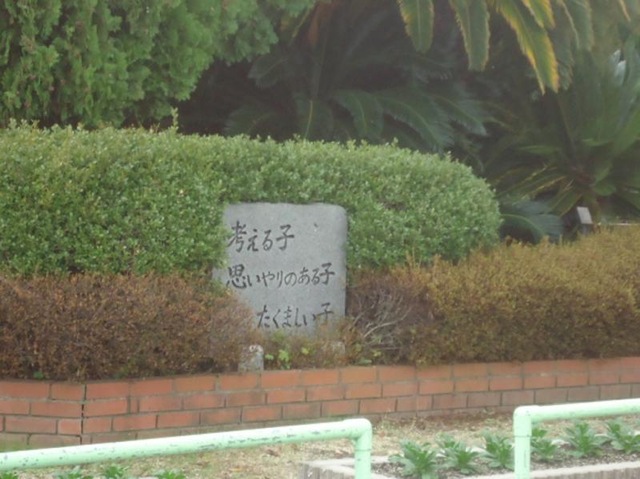 考える子
思いやりのある子
たくましい子